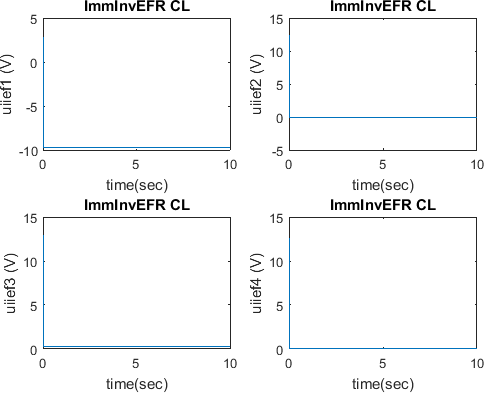 ImmInvEFR CL
ImmInvEFR CL
uiief1 (V)
5
0
-5
-10
0 5 10
time(sec)
uiief2 (V)
15
10
5
0
-5
0 5 10
time(sec)
ImmInvEFR CL
ImmInvEFR CL
uiief3 (V)
15
10
5
0
0 5 10
time(sec)
uiief4 (V)
15
10
5
0
0 5 10
time(sec)